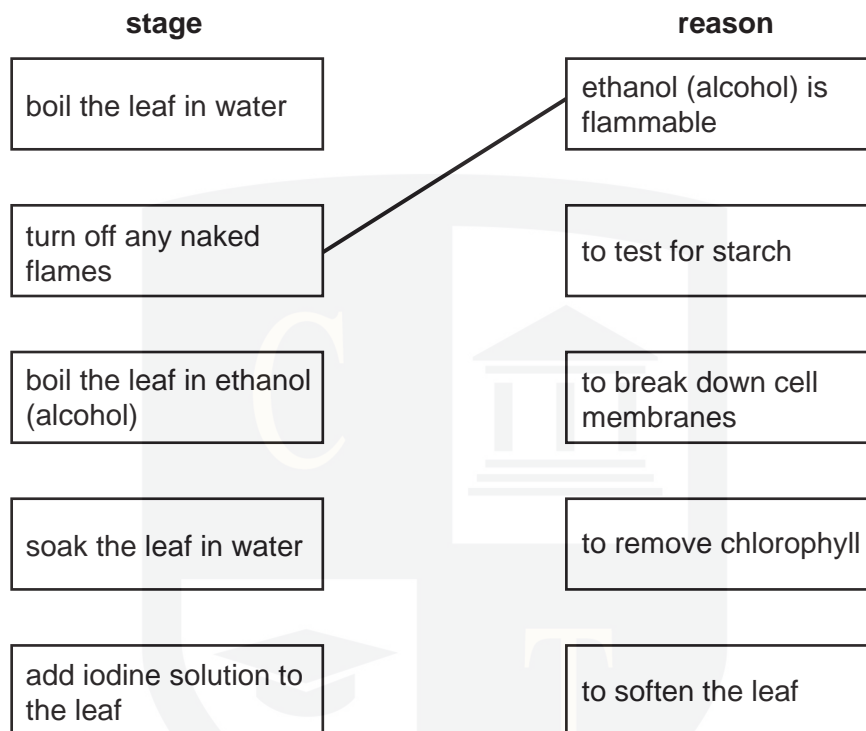 stage
reason
boil the leaf in water
ethanol (alcohol) is
flammable
turn off any naked
flames
to test for starch
boil the leaf in ethanol
(alcohol)
to break down cell
membranes
soak the leaf in water
to remove chlorophyll
add iodine solution to
the leaf
to soften the leaf
C
T